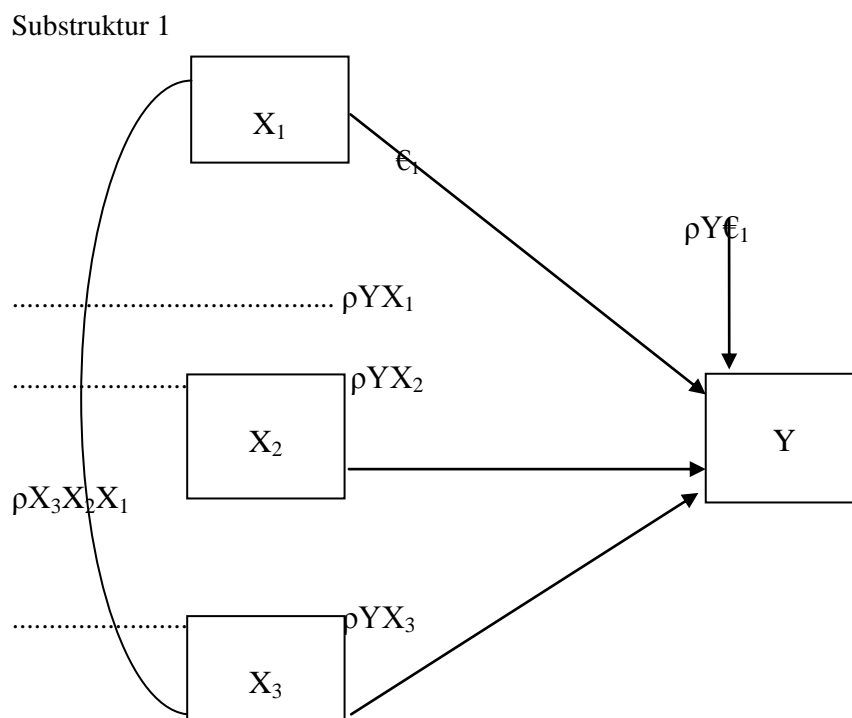 Substruktur 1
X₁
€₁
ρY€₁
....................................... ρYX₁
..................... ρYX₂
X₂
Y
ρX₃X₂X₁
..................... ρYX₃
X₃